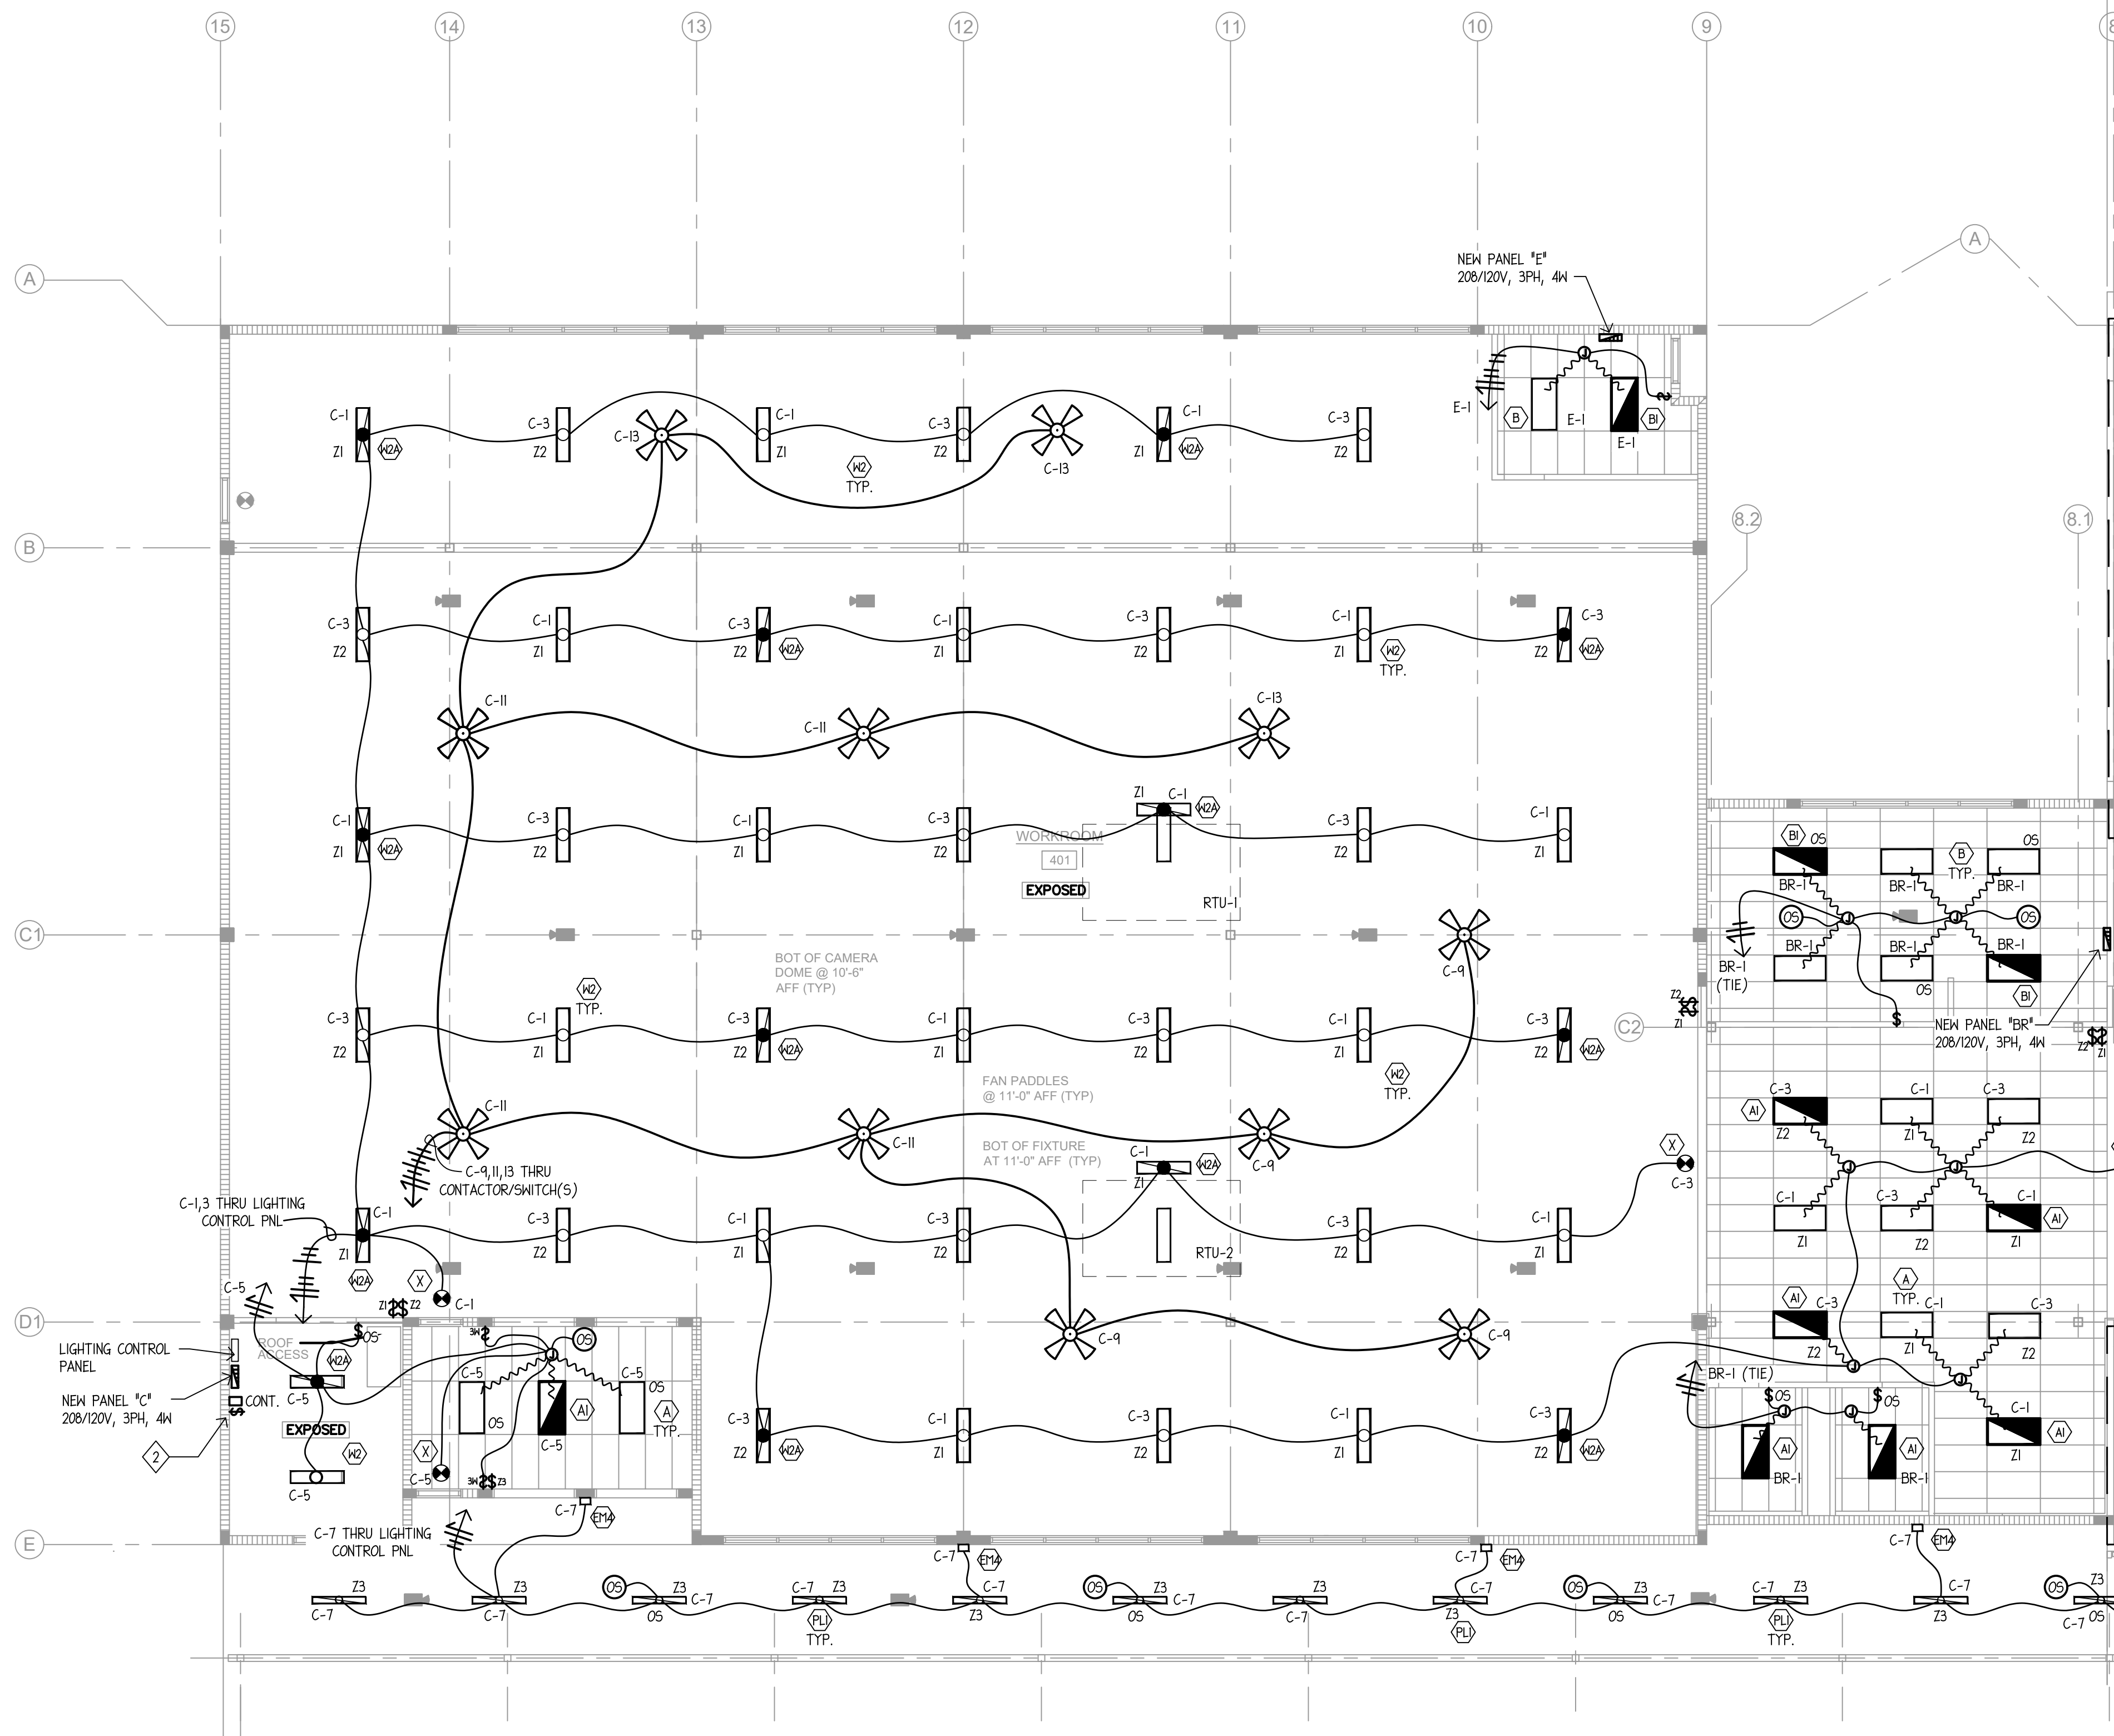 15
14
13
12
11
10
9
8
A
A
NEW PANEL "E"
208/120V, 3PH, 4W
C-1
C-3
C-13
C-1
C-3
C-13
C-1
C-3
Z1
W2A
Z2
Z1
W2
TYP.
Z2
Z1
W2A
Z2
E-1
B
E-1
B1
E-1
B
8.2
8.1
C-3
C-1
C-3
C-1
C-3
C-1
C-3
Z2
Z1
Z2
W2A
Z1
Z2
Z1
W2
TYP.
Z2
W2A
C-11
C-11
C-13
C-1
C-3
C-1
C-3
Z1
C-1
W2A
C-3
C-1
Z1
W2A
Z2
Z1
Z2
Z2
Z1
WORKROOM
401
EXPOSED
RTU-1
B1
OS
B
TYP.
OS
BR-1
BR-1
BR-1
OS
OS
BR-1
BR-1
BR-1
BR-1
(TIE)
OS
B1
C1
C-9
BOT OF CAMERA
DOME @ 10'-6"
AFF (TYP)
W2
TYP.
C-3
C-1
C-3
C-1
C-3
C-1
C-3
Z2
Z1
Z2
W2A
Z1
Z2
Z1
Z2
W2A
W2
TYP.
Z2
Z1
C2
NEW PANEL "BR"
208/120V, 3PH, 4W
Z2
Z1
FAN PADDLES
@ 11'-0" AFF (TYP)
C-11
C-11
C-9
BOT OF FIXTURE
AT 11'-0" AFF (TYP)
C-9,11,13 THRU
CONTACTOR/SWITCH(S)
C-1,3 THRU LIGHTING
CONTROL PNL
C-3
C-1
C-3
A1
Z2
Z1
Z2
C-1
C-3
C-1
A1
Z1
Z2
Z1
X
C-3
C-1
C-3
C-1
C-3
C-1
Z1
W2A
C-3
C-1
Z1
W2A
Z2
Z1
Z2
Z2
Z1
RTU-2
X
C-1
Z1
Z2
C-5
D1
C-9
C-9
A1
C-3
A
TYP.
C-1
C-3
Z2
Z1
Z2
LIGHTING CONTROL
PANEL
ROOF
ACCESS
OS
W2A
C-5
3W
OS
NEW PANEL "C"
208/120V, 3PH, 4W
CONT.
EXPOSED
W2
C-5
2
C-5
C-5
OS
OS
A1
C-5
A
TYP.
X
C-5
3W
Z3
C-3
C-1
C-3
C-1
C-3
Z2
W2A
Z1
Z2
Z1
Z2
W2A
BR-1 (TIE)
OS
OS
A1
BR-1
A1
BR-1
C-1
A1
Z1
E
C-7 THRU LIGHTING
CONTROL PNL
C-7
EM4
C-7
EM4
C-7
EM4
EM4
C-7
Z3
C-7
Z3
C-7
OS
Z3
C-7
OS
C-7
Z3
PL1
TYP.
C-7
Z3
OS
Z3
C-7
OS
Z3
C-7
C-7
Z3
PL1
OS
Z3
C-7
OS
C-7
Z3
PL1
TYP.
C-7
Z3
OS
Z3
C-7
OS